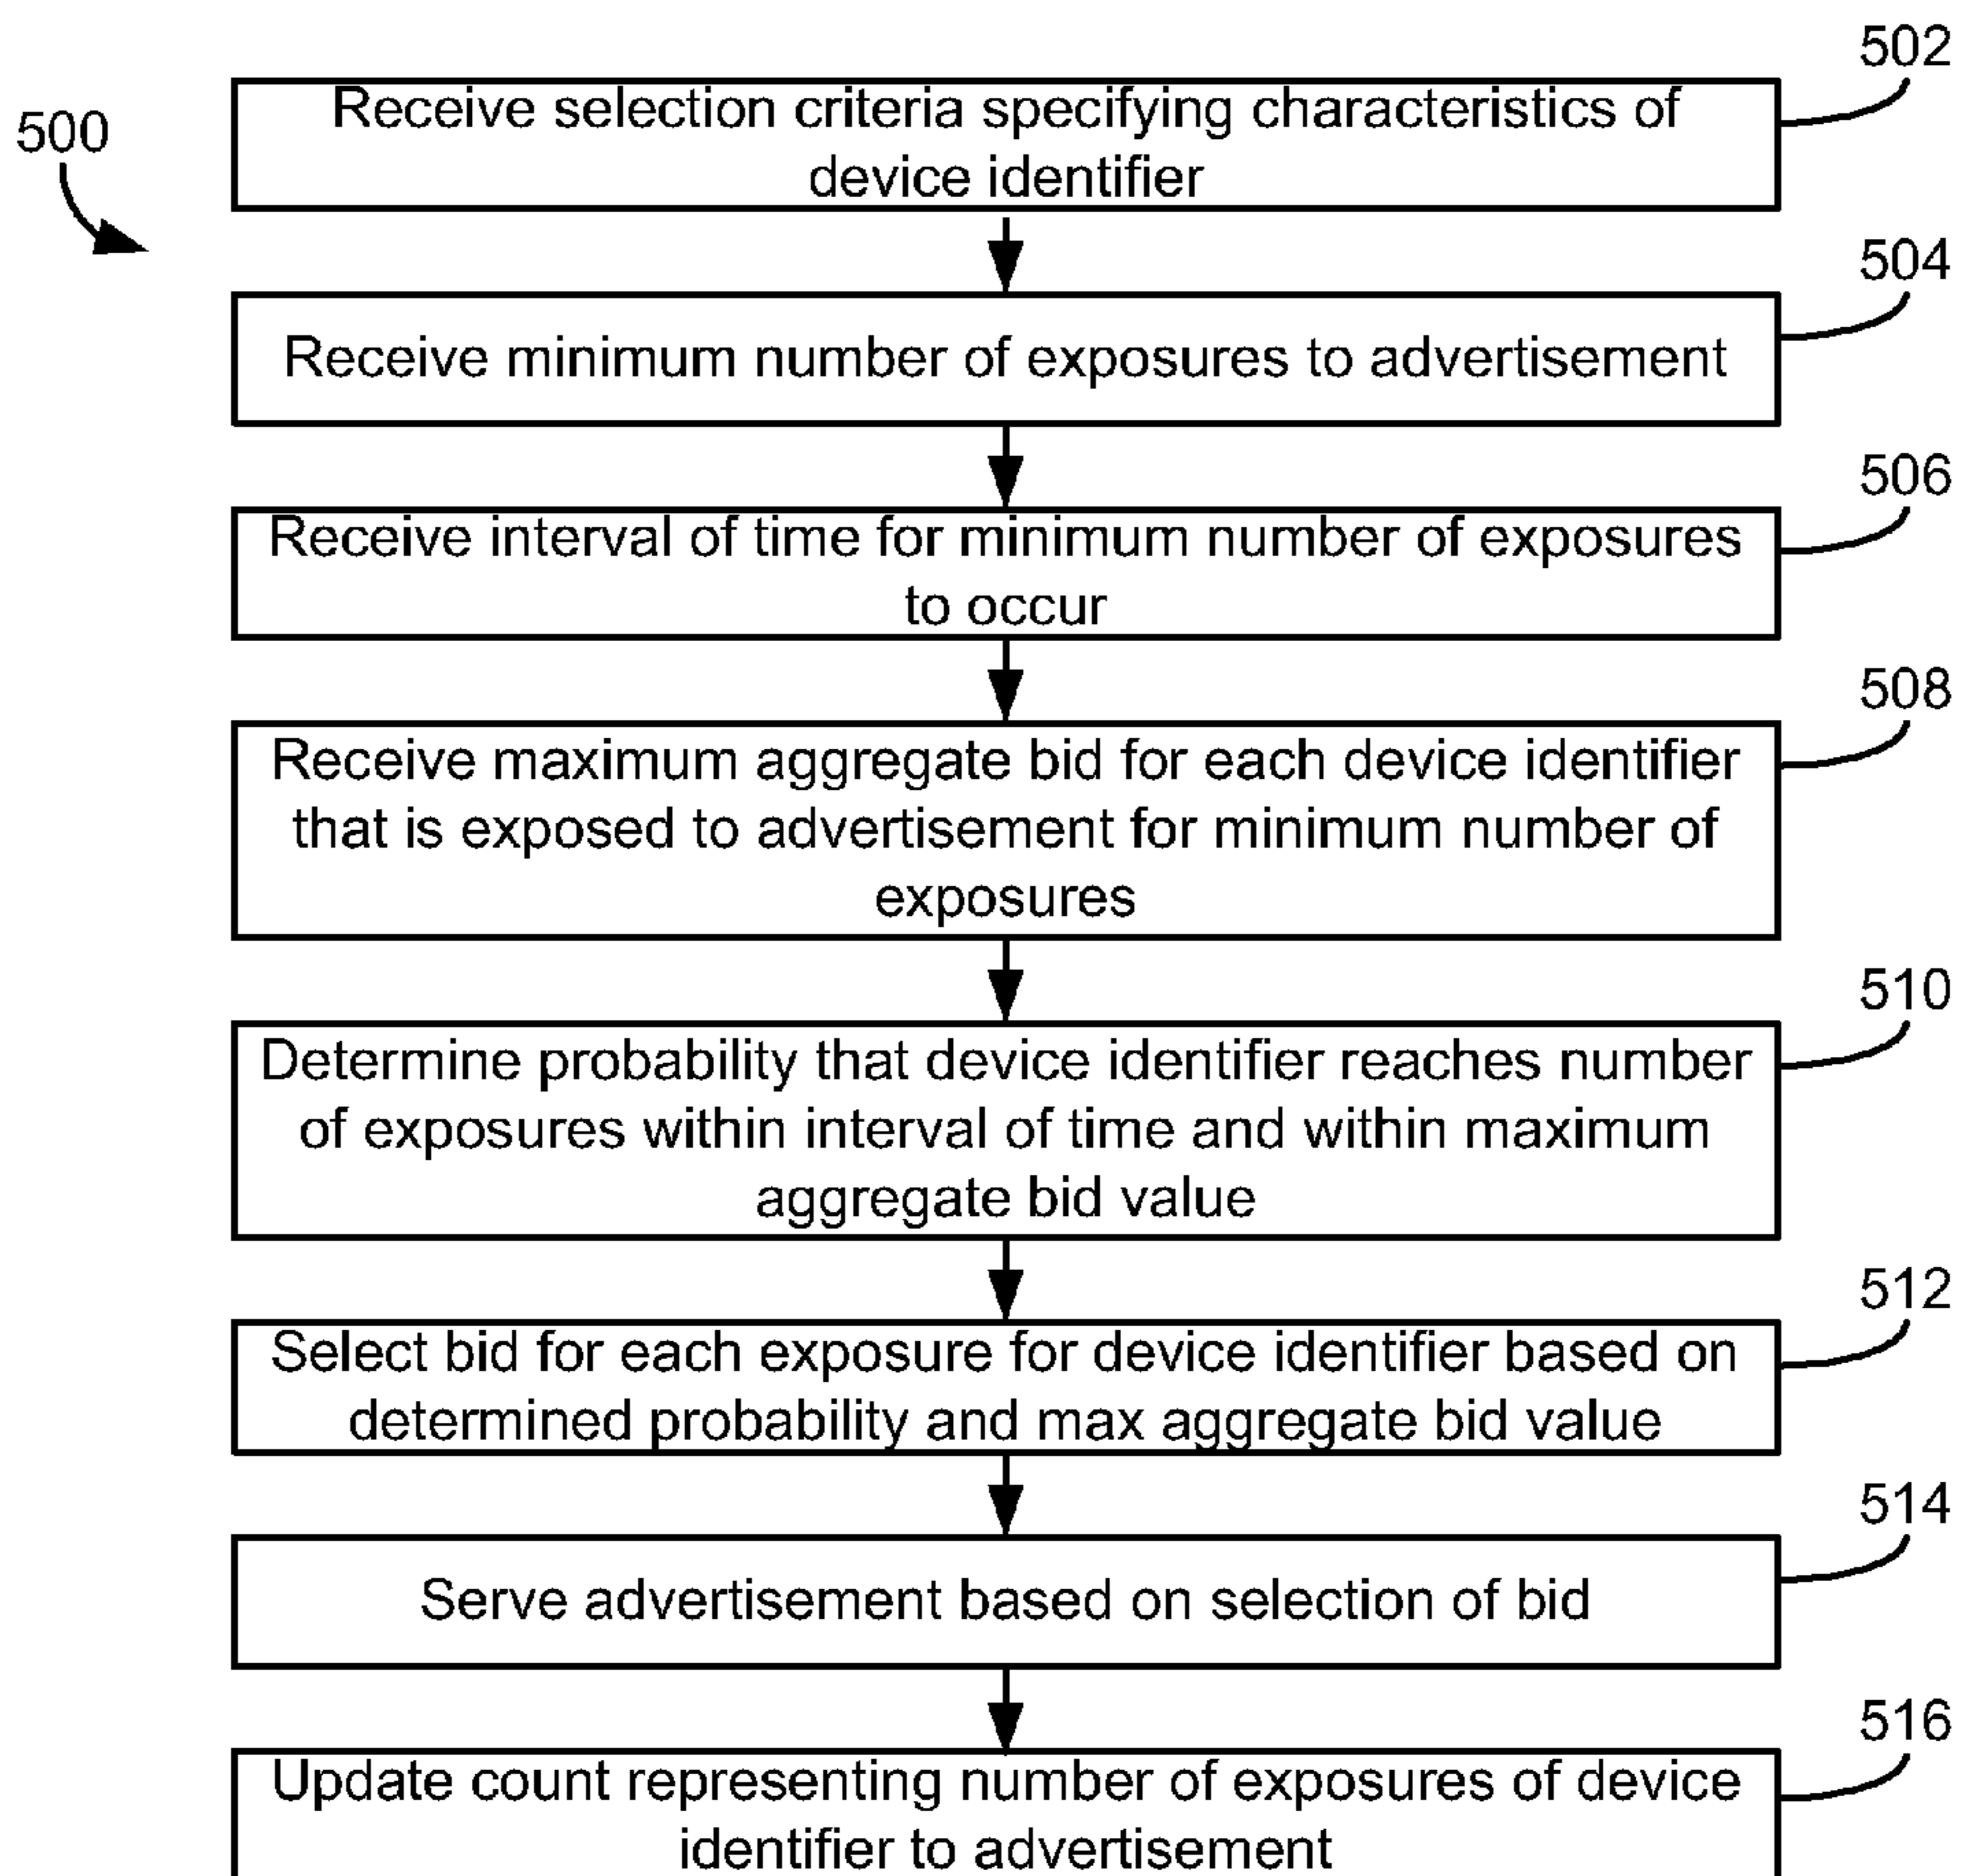 502
Receive selection criteria specifying characteristics of
device identifier
500
504
Receive minimum number of exposures to advertisement
506
Receive interval of time for minimum number of exposures
to occur
508
Receive maximum aggregate bid for each device identifier
that is exposed to advertisement for minimum number of
exposures
510
Determine probability that device identifier reaches number
of exposures within interval of time and within maximum
aggregate bid value
512
Select bid for each exposure for device identifier based on
determined probability and max aggregate bid value
514
Serve advertisement based on selection of bid
516
Update count representing number of exposures of device
identifier to advertisement